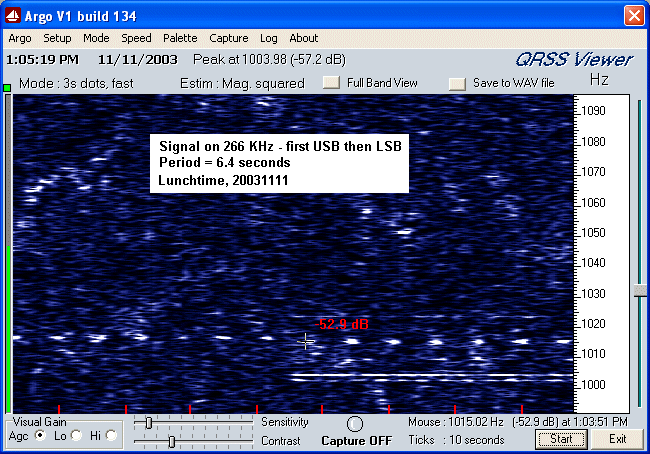 Argo V1 build 134
Argo Setup Mode Speed Palette Capture Log About
1:05:19 PM 11/11/2003 Peak at 1003.98 (-57.2 dB) QRSS Viewer
Mode : 3s dots, fast Estim : Mag. squared Full Band View Save to WAV file Hz
1090
Signal on 266 KHz - first USB then LSB
Period = 6.4 seconds
Lunchtime, 20031111
1080
1070
1060
1050
1040
1030
1020
-52.9 dB
1010
1000
Visual Gain
Agc Lo Hi
Sensitivity
Contrast
Capture OFF
Mouse : 1015.02 Hz (-52.9 dB) at 1:03:51 PM
Ticks : 10 seconds
Start
Exit